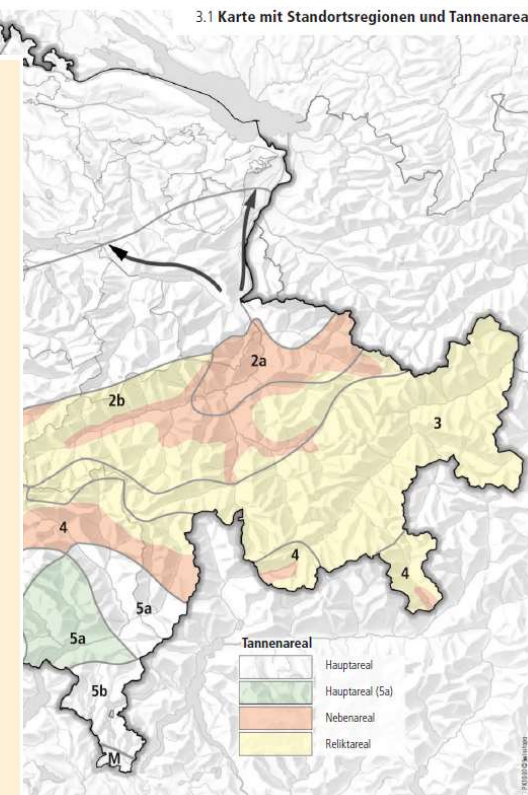 3.1 Karte mit Standortsregionen und Tannenarea
2a
2b
3
4
4
4
5a
5a
5b
M
Tannenareal
Hauptareal
Hauptareal (5a)
Nebenareal
Reliktareal